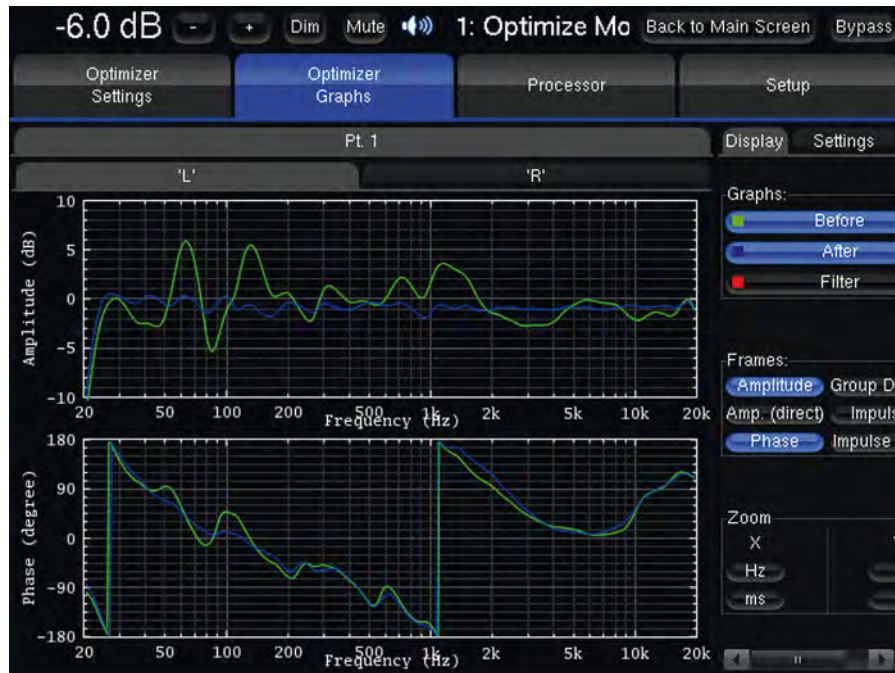 -6.0 dB - + Dim Mute 1: Optimize Mo Back to Main Screen Bypass
Optimizer Settings
Optimizer Graphs
Processor
Setup
Pt. 1
Display Settings
'L' 'R'
Graphs:
Before
After
Filter
Amplitude (dB)
10
5
0
-5
-10
20 50 100 200 500 1k 2k 5k 10k 20k
Frequency (Hz)
Frames:
Amplitude Group D
Amp. (direct) Impuls
Phase Impulse
Phase (degree)
180
90
0
-90
-180
20 50 100 200 500 1k 2k 5k 10k 20k
Frequency (Hz)
Zoom
X
Hz
ms